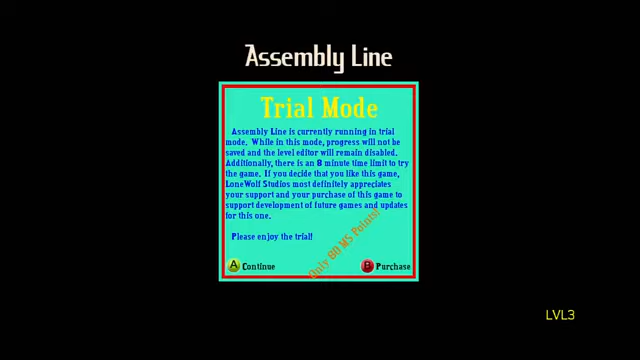 Assembly Line
Trial Mode
Assembly Line is currently running in trial
mode. While in this mode, progress will not be
saved and the level editor will remain disabled.
Additionally, there is an 8 minute time limit to try
the game. If you decide that you like this game,
LoneWolf Studios most definitely appreciates
your support and your purchase of this game to
support development of future games and updates
for this one.
Please enjoy the trial!
Only 80 MS Points!
A Continue
B Purchase
LVL3